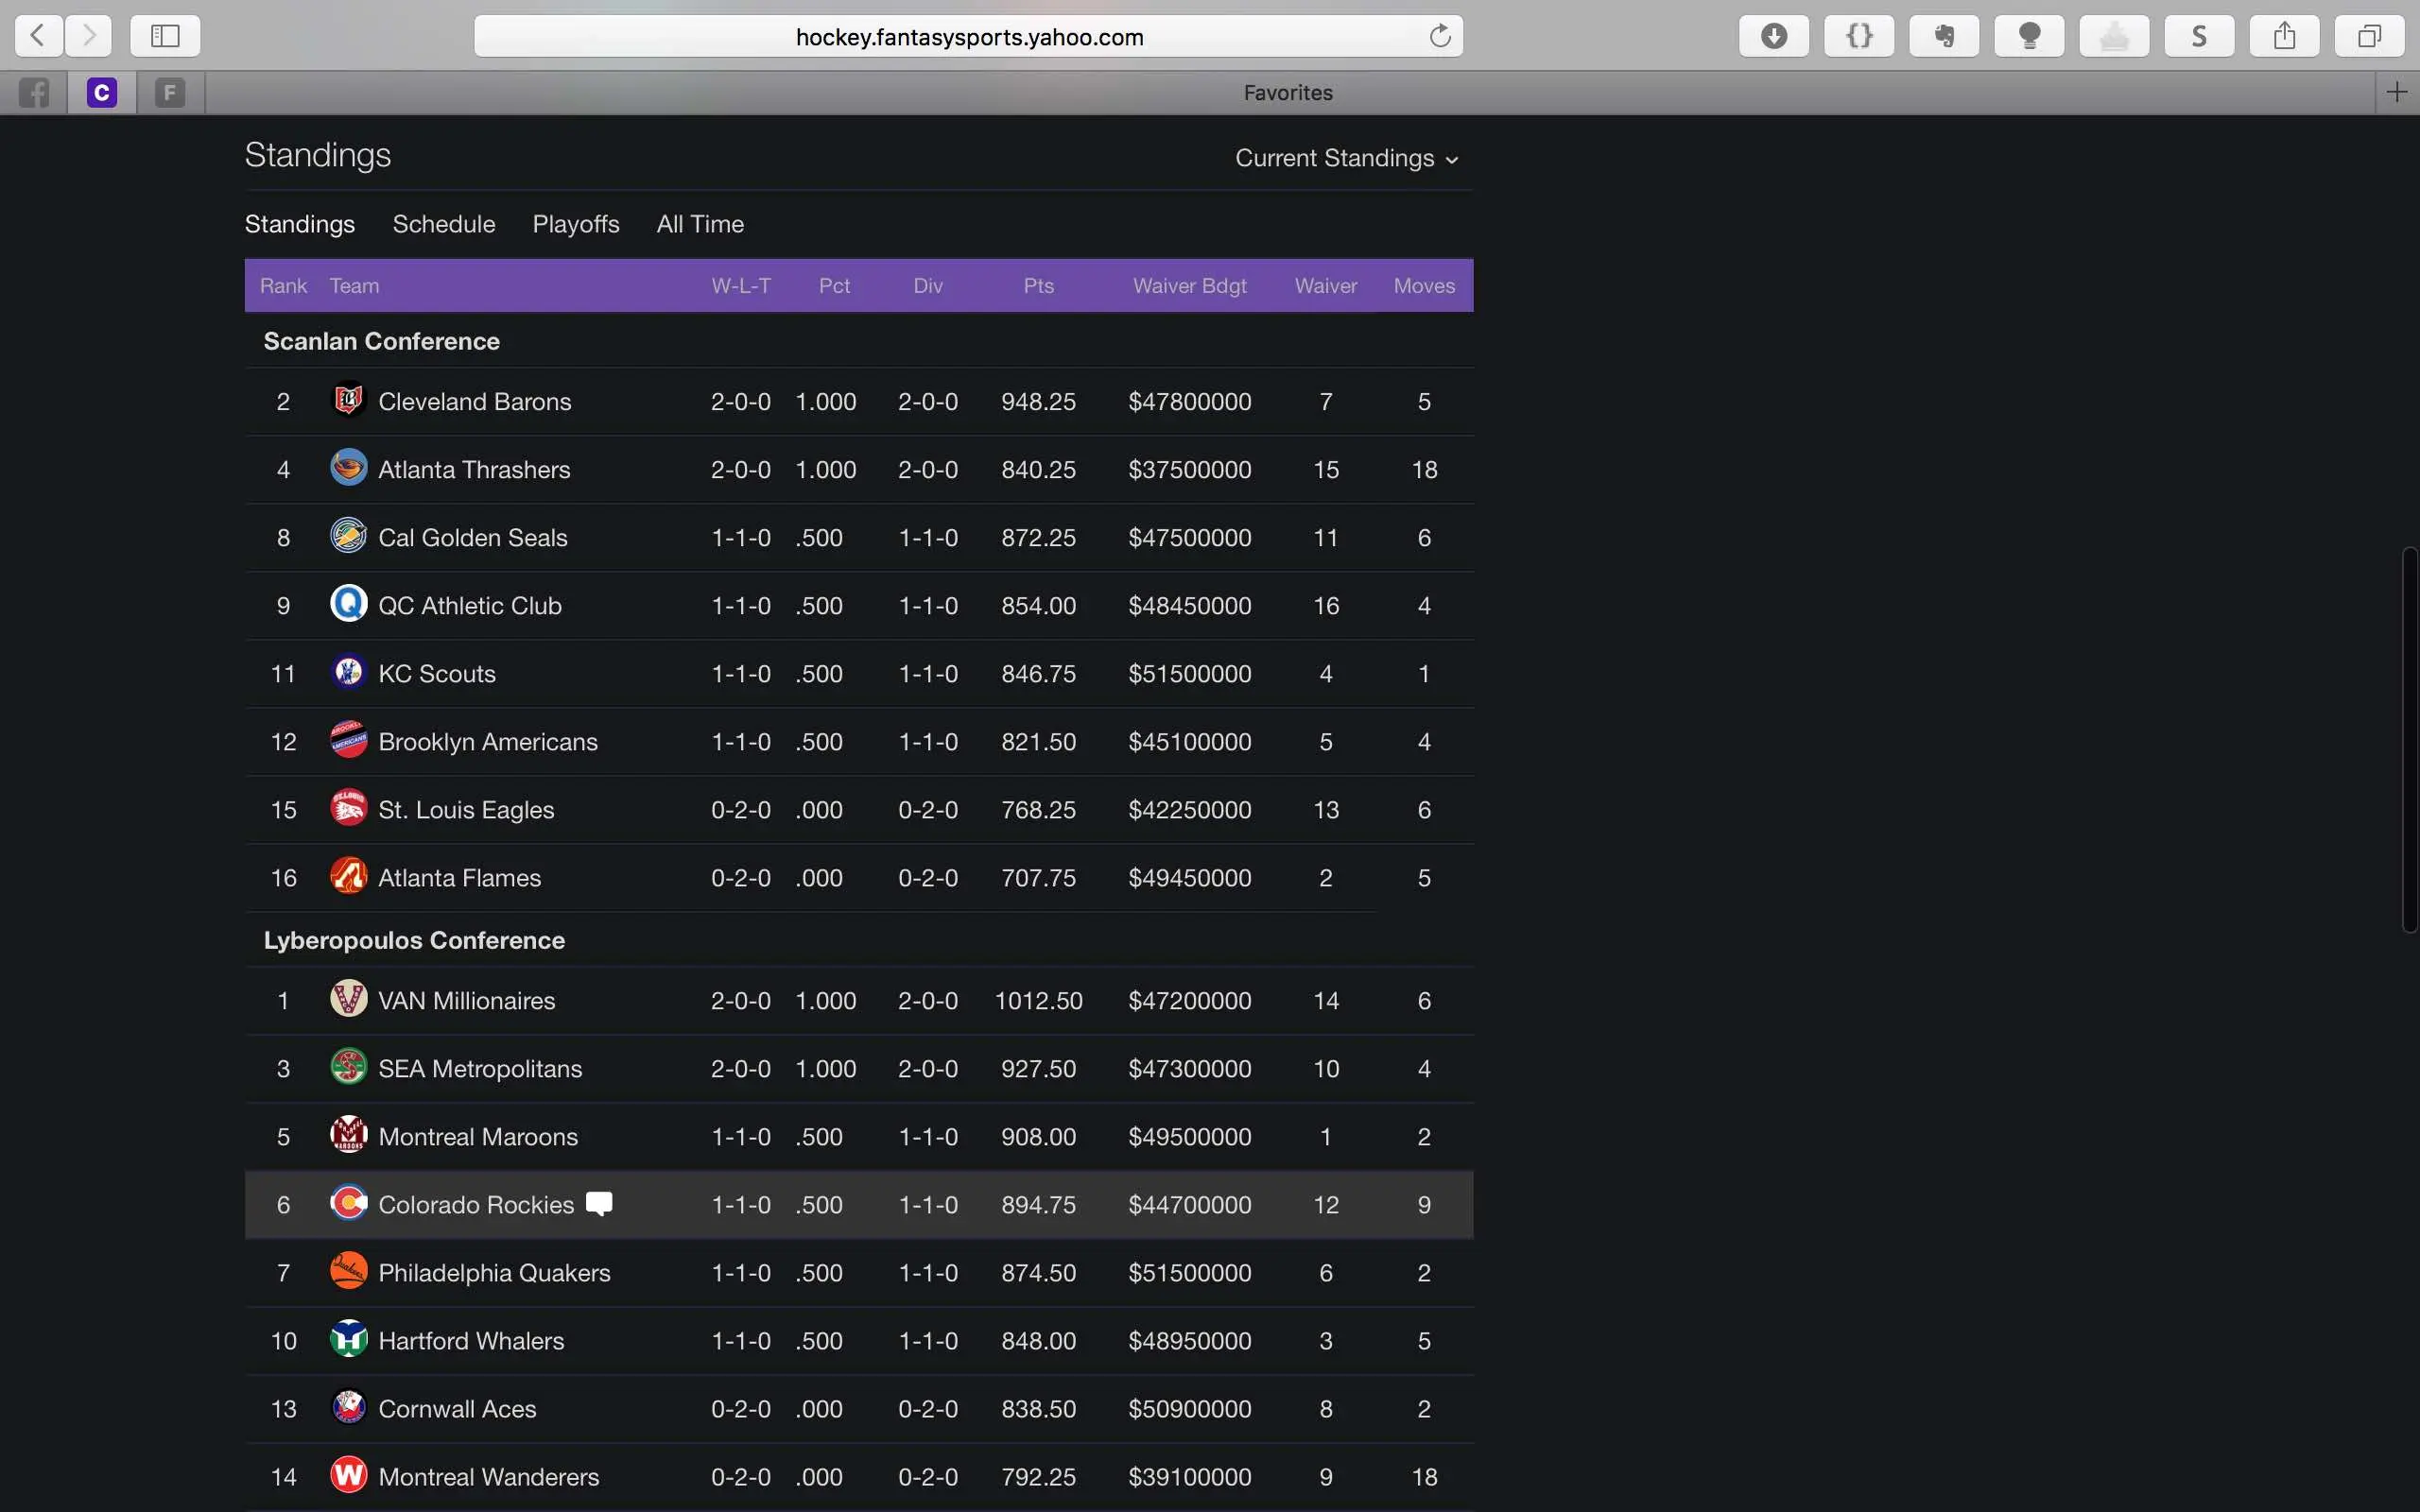 hockey.fantasysports.yahoo.com
C F Favorites
Standings Current Standings
Standings Schedule Playoffs All Time
Rank Team W-L-T Pct Div Pts Waiver Bdgt Waiver Moves
Scanlan Conference
2 Cleveland Barons 2-0-0 1.000 2-0-0 948.25 $47800000 7 5
4 Atlanta Thrashers 2-0-0 1.000 2-0-0 840.25 $37500000 15 18
8 Cal Golden Seals 1-1-0 .500 1-1-0 872.25 $47500000 11 6
9 QC Athletic Club 1-1-0 .500 1-1-0 854.00 $48450000 16 4
11 KC Scouts 1-1-0 .500 1-1-0 846.75 $51500000 4 1
12 Brooklyn Americans 1-1-0 .500 1-1-0 821.50 $45100000 5 4
15 St. Louis Eagles 0-2-0 .000 0-2-0 768.25 $42250000 13 6
16 Atlanta Flames 0-2-0 .000 0-2-0 707.75 $49450000 2 5
Lyberopoulos Conference
1 VAN Millionaires 2-0-0 1.000 2-0-0 1012.50 $47200000 14 6
3 SEA Metropolitans 2-0-0 1.000 2-0-0 927.50 $47300000 10 4
5 Montreal Maroons 1-1-0 .500 1-1-0 908.00 $49500000 1 2
6 Colorado Rockies 1-1-0 .500 1-1-0 894.75 $44700000 12 9
7 Philadelphia Quakers 1-1-0 .500 1-1-0 874.50 $51500000 6 2
10 Hartford Whalers 1-1-0 .500 1-1-0 848.00 $48950000 3 5
13 Cornwall Aces 0-2-0 .000 0-2-0 838.50 $50900000 8 2
14 Montreal Wanderers 0-2-0 .000 0-2-0 792.25 $39100000 9 18